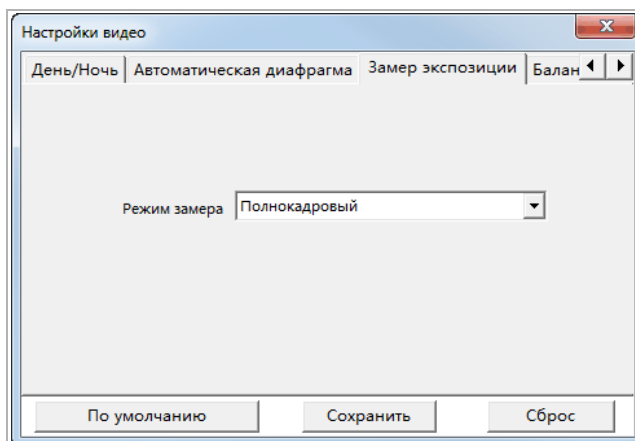 Настройки видео
День/Ночь Автоматическая диафрагма Замер экспозиции Балан
Режим замера Полнокадровый
По умолчанию Сохранить Сброс